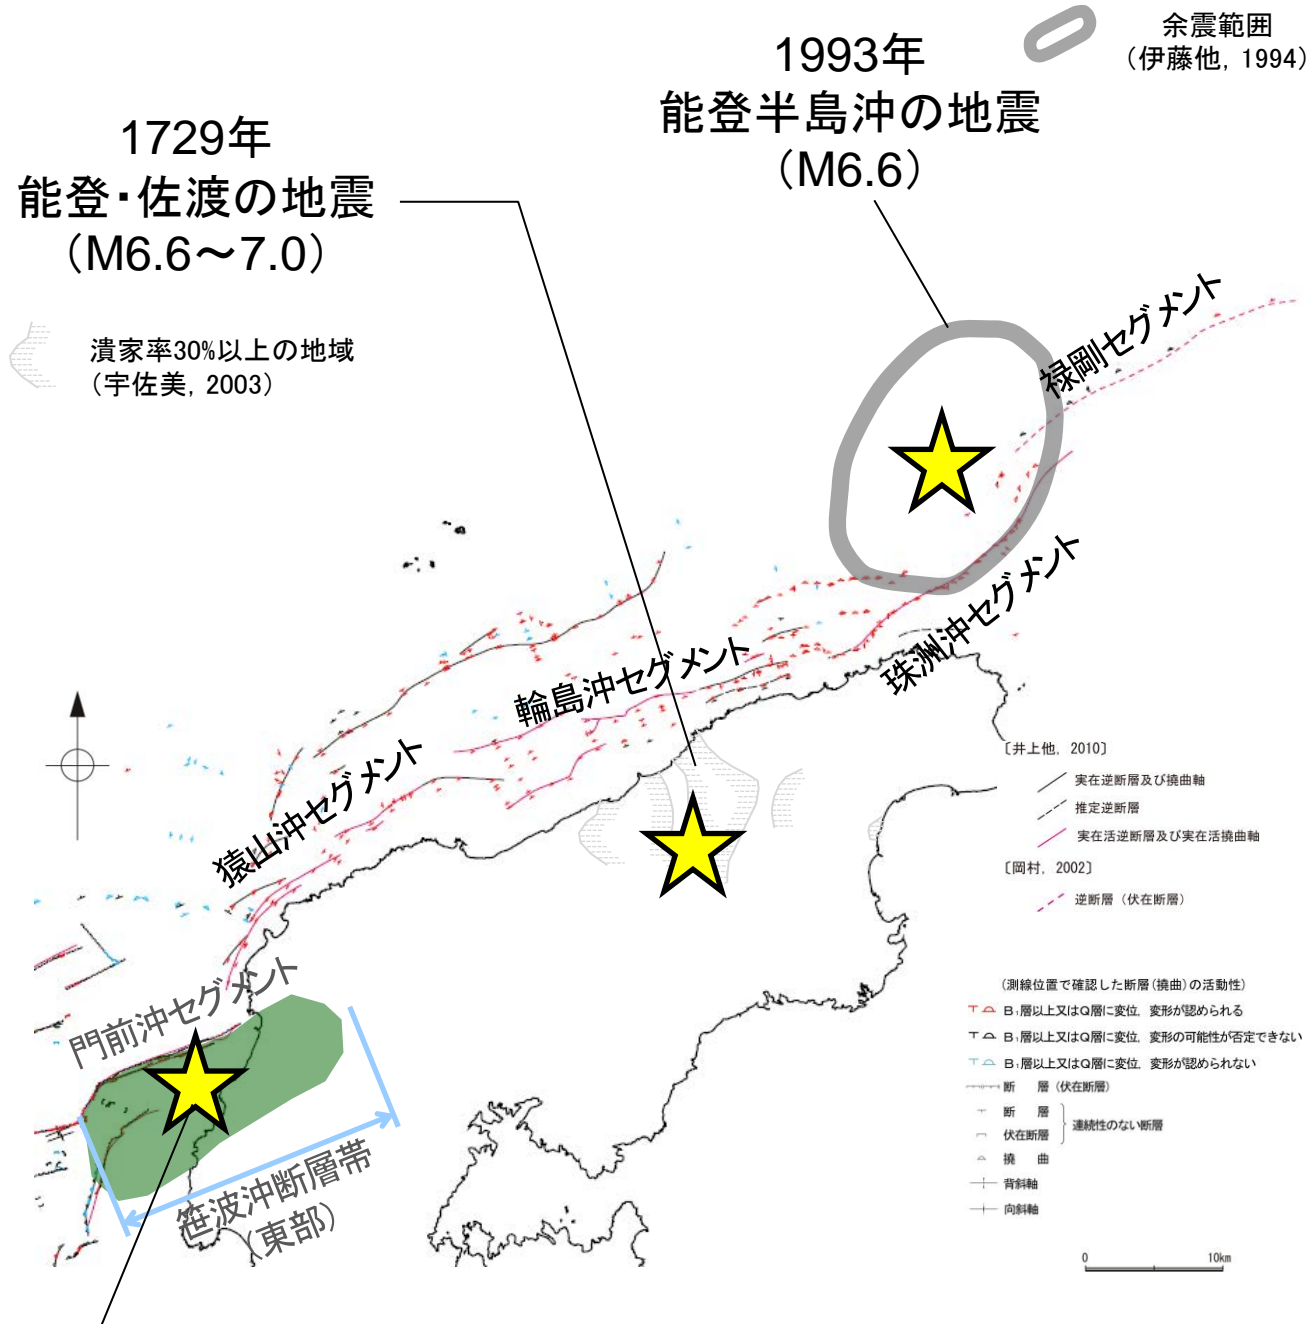 余震範囲
（伊藤他, 1994）
1993年
能登半島沖の地震
（M6.6）
1729年
能登・佐渡の地震
（M6.6～7.0）
潰家率30%以上の地域
（宇佐美, 2003）
禄剛セグメント
珠洲沖セグメント
輪島沖セグメント
猿山沖セグメント
門前沖セグメント
笹波沖断層帯
（東部）
〔井上他, 2010〕
実在逆断層及び撓曲軸
推定逆断層
実在活逆断層及び実在活撓曲軸
〔岡村, 2002〕
逆断層（伏在断層）
（測線位置で確認した断層(撓曲)の活動性）
B₁層以上又はQ層に変位, 変形が認められる
B₁層以上又はQ層に変位, 変形の可能性が否定できない
B₁層以上又はQ層に変位, 変形が認められない
断　層（伏在断層）
断　層
伏在断層
連続性のない断層
撓　曲
背斜軸
向斜軸
0 10km